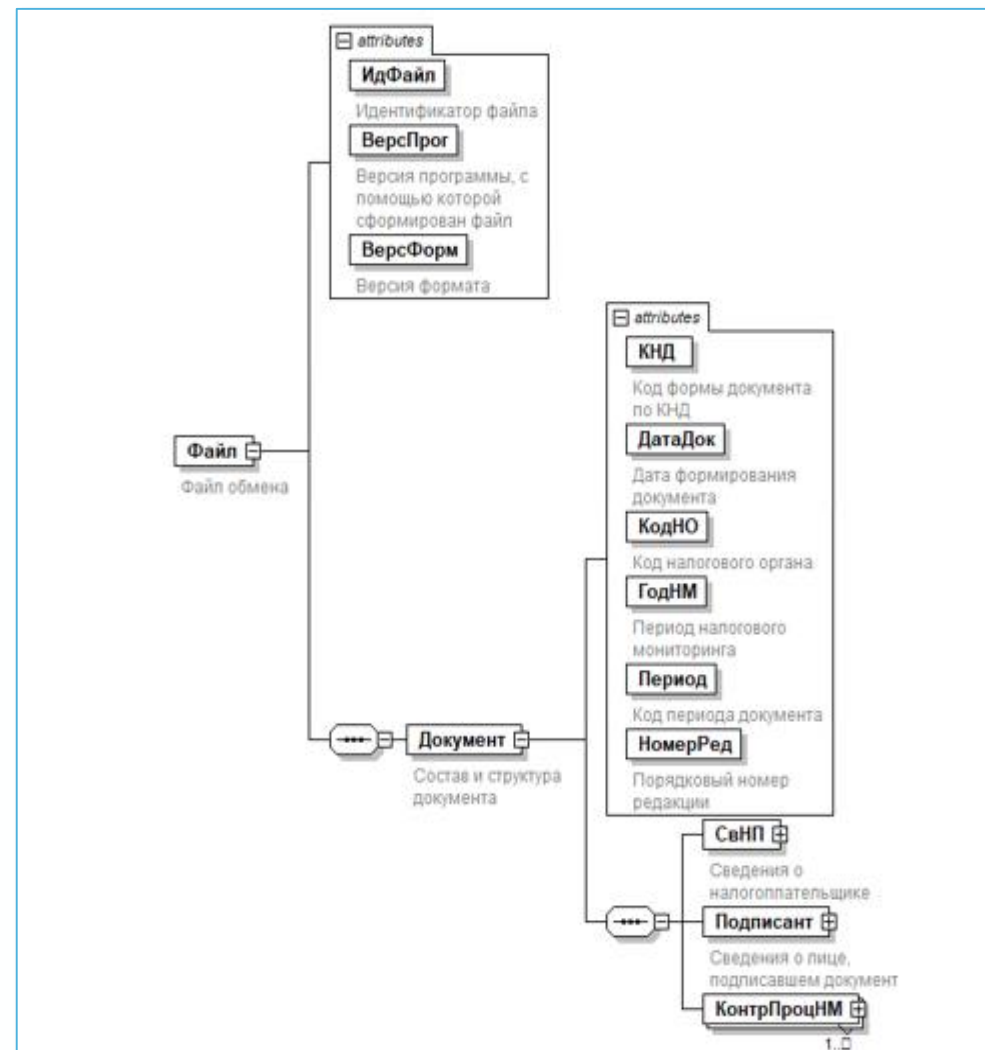 attributes
ИдФайл
Идентификатор файла
ВерсПрог
Версия программы, с
помощью которой
сформирован файл
ВерсФорм
Версия формата
Файл
Файл обмена
Документ
Состав и структура
документа
attributes
КНД
Код формы документа
по КНД
ДатаДок
Дата формирования
документа
КодНО
Код налогового органа
ГодНМ
Период налогового
мониторинга
Период
Код периода документа
НомерРед
Порядковый номер
редакции
СвНП
Сведения о
налогоплательщике
Подписант
Сведения о лице,
подписавшем документ
КонтрПроцНМ
1..